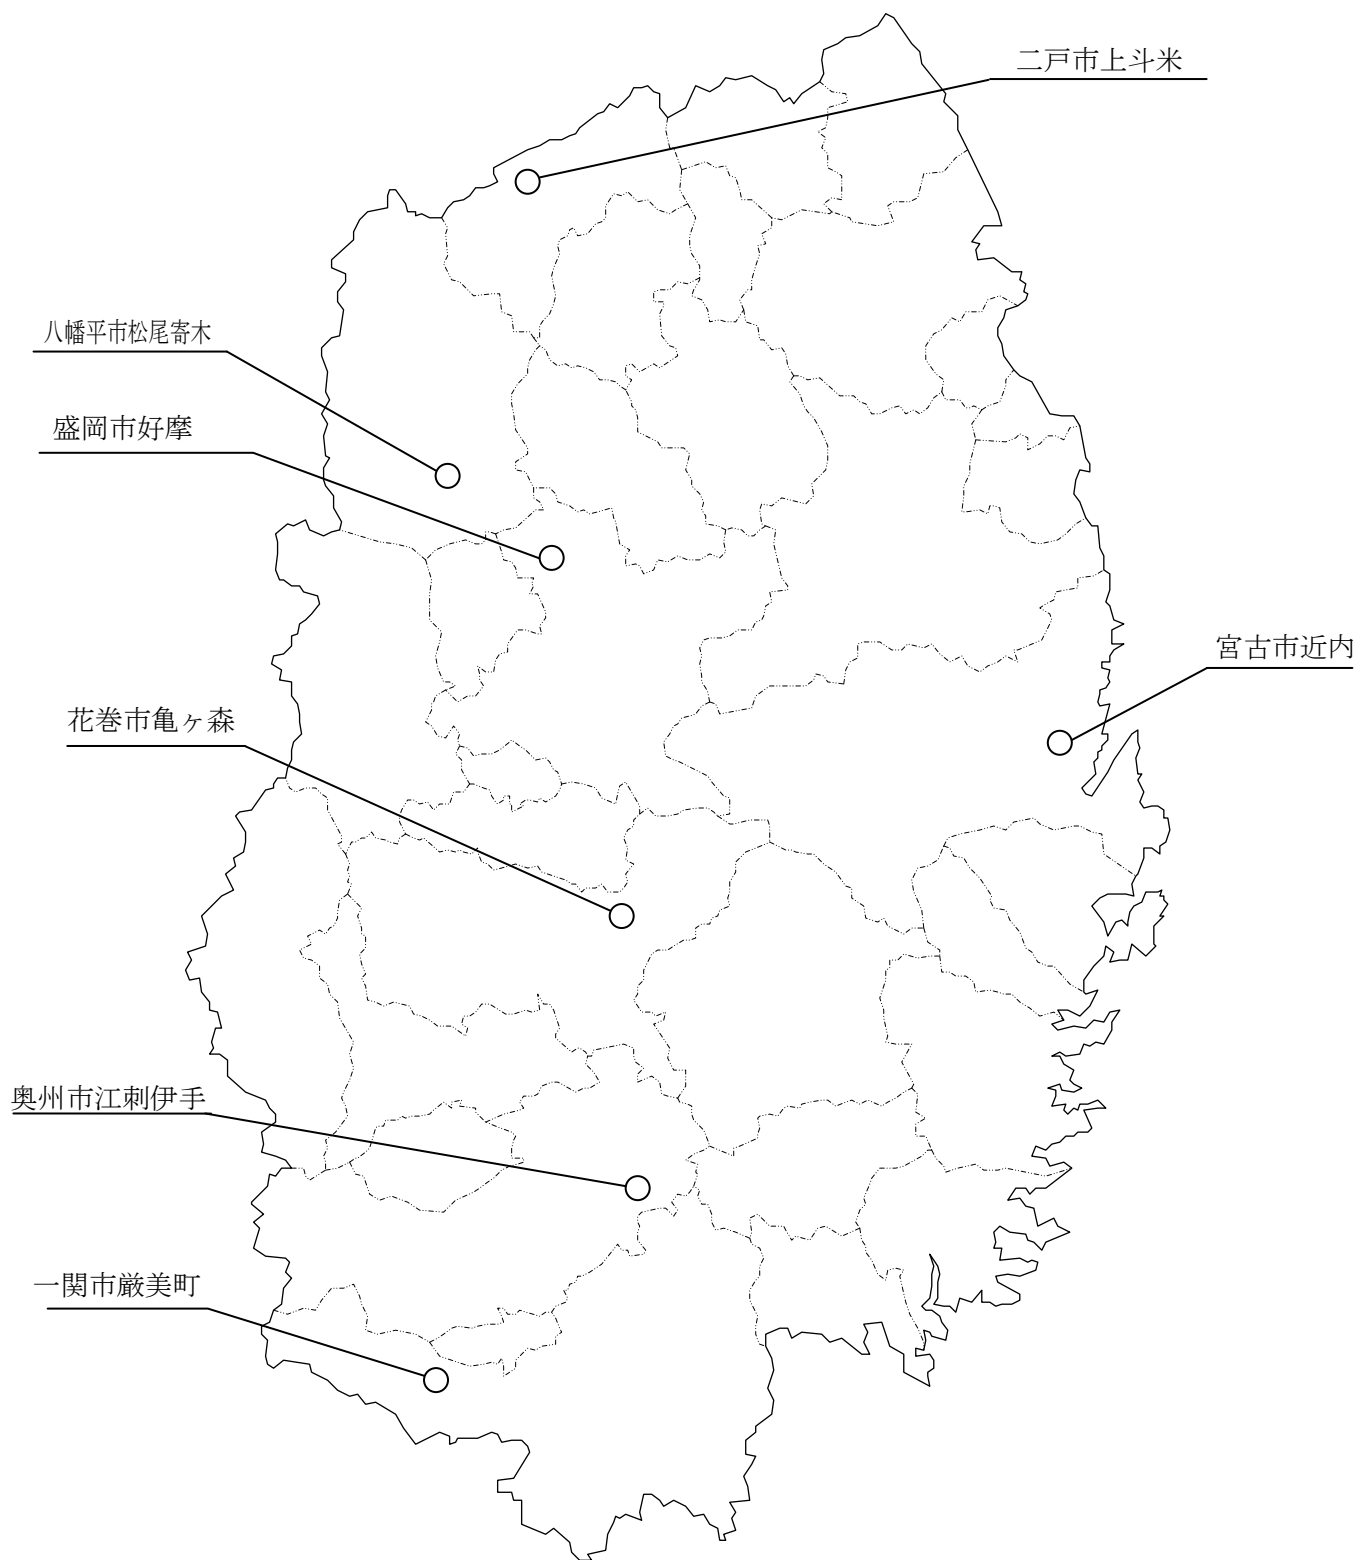 二戸市上斗米
八幡平市松尾寄木
盛岡市好摩
宮古市近内
花巻市亀ヶ森
奥州市江刺伊手
一関市厳美町